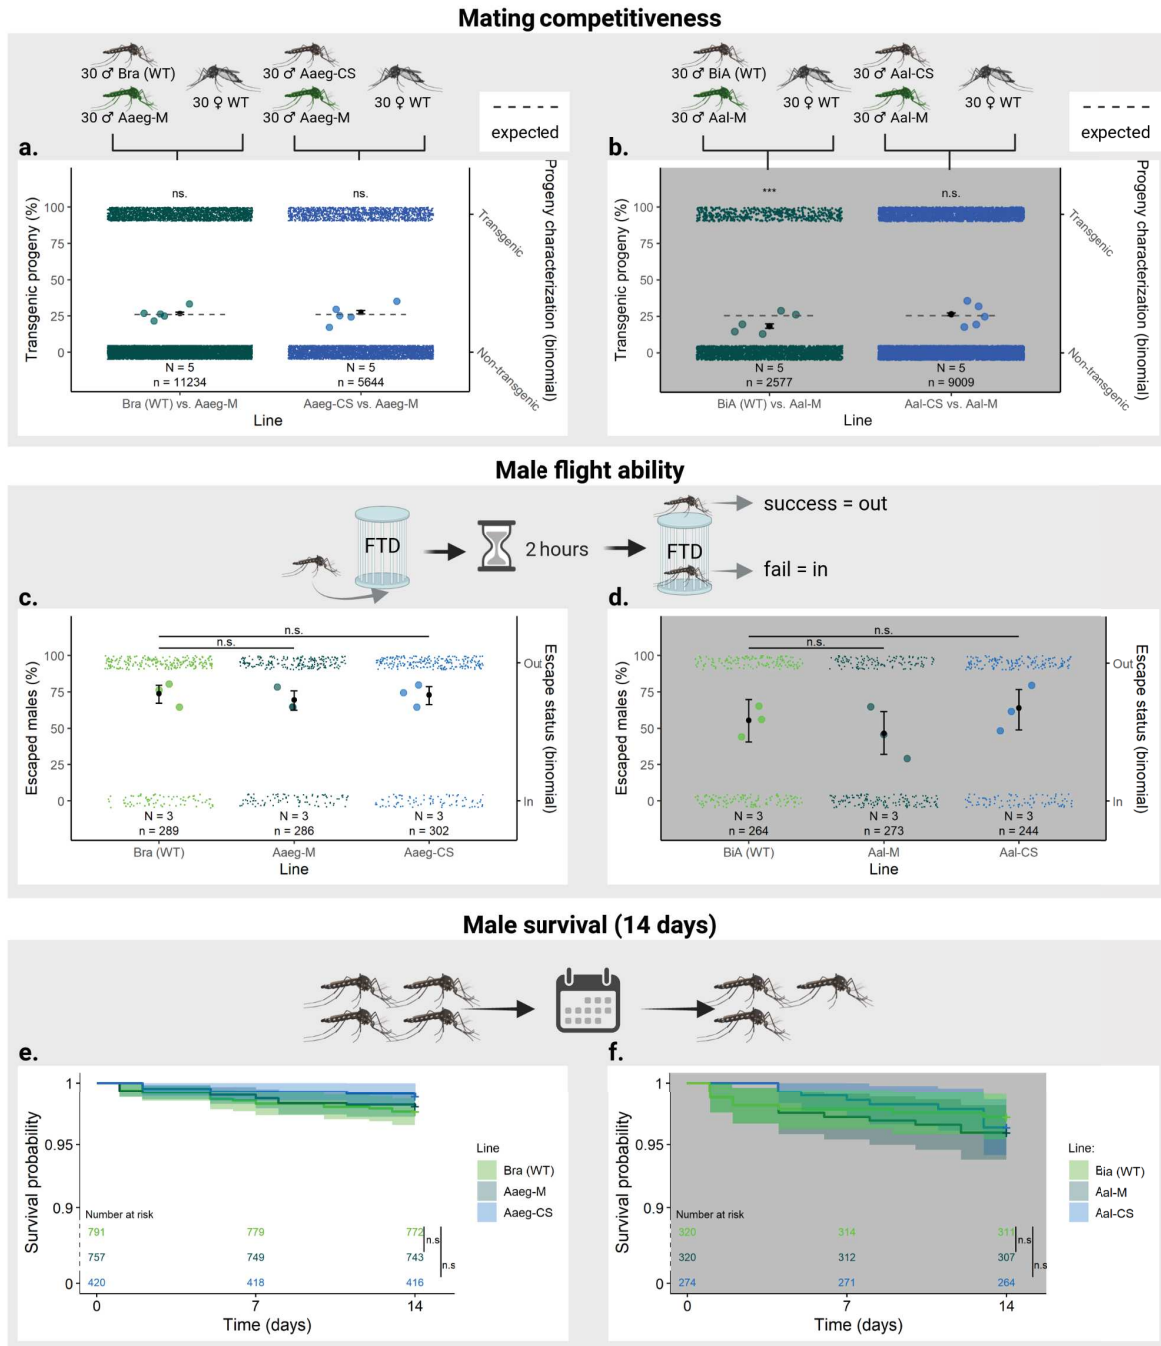 Mating competitiveness
30 ♂ Bra (WT)
30 ♂ Aaeg-M
30 ♀ WT
30 ♂ Aaeg-CS
30 ♂ Aaeg-M
30 ♀ WT
expected
30 ♂ BiA (WT)
30 ♂ Aal-M
30 ♀ WT
30 ♂ Aal-CS
30 ♂ Aal-M
30 ♀ WT
expected
a.
Transgenic progeny (%)
100
75
50
25
0
ns.
ns.
N = 5
n = 11234
N = 5
n = 5644
Bra (WT) vs. Aaeg-M
Aaeg-CS vs. Aaeg-M
Line
Transgenic
Non-transgenic
Progeny characterization (binomial)
b.
Transgenic progeny (%)
100
75
50
25
0
***
n.s.
N = 5
n = 2577
N = 5
n = 9009
BiA (WT) vs. Aal-M
Aal-CS vs. Aal-M
Line
Transgenic
Non-transgenic
Progeny characterization (binomial)
Male flight ability
FTD
2 hours
FTD
success = out
fail = in
c.
Escaped males (%)
100
75
50
25
0
n.s.
n.s.
N = 3
n = 289
N = 3
n = 286
N = 3
n = 302
Bra (WT)
Aaeg-M
Aaeg-CS
Line
Out
In
Escape status (binomial)
d.
Escaped males (%)
100
75
50
25
0
n.s.
n.s.
N = 3
n = 264
N = 3
n = 273
N = 3
n = 244
BiA (WT)
Aal-M
Aal-CS
Line
Out
In
Escape status (binomial)
Male survival (14 days)
e.
Survival probability
1
0.95
0.9
0
Number at risk
791 779 772
757 749 743
420 418 416
n.s
n.s
0 7 14
Time (days)
Line
Bra (WT)
Aaeg-M
Aaeg-CS
f.
Survival probability
1
0.95
0.9
0
Number at risk
320 314 311
320 312 307
274 271 264
n.s
n.s
0 7 14
Time (days)
Line:
Bia (WT)
Aal-M
Aal-CS